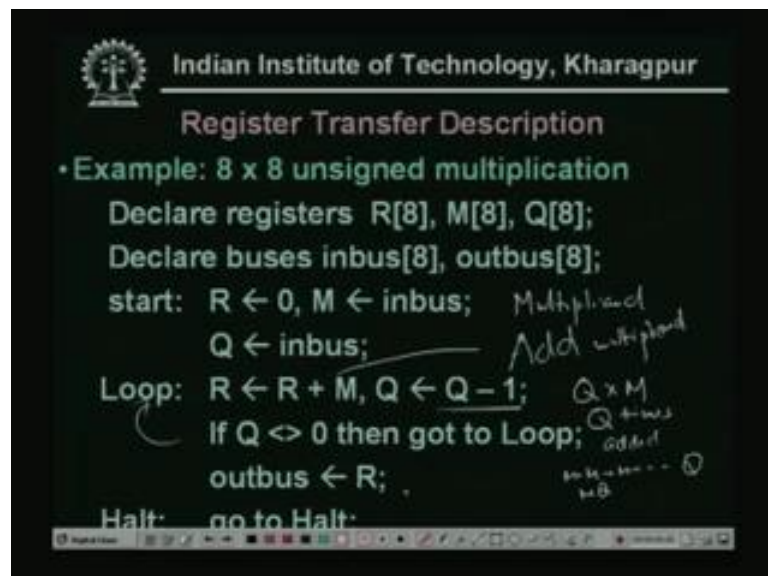 Indian Institute of Technology, Kharagpur
Register Transfer Description
• Example: 8 x 8 unsigned multiplication
Declare registers R[8], M[8], Q[8];
Declare buses inbus[8], outbus[8];
start: R ← 0, M ← inbus; Multiplicand
Q ← inbus; Add multiplicand
Loop: R ← R + M, Q ← Q – 1; Q x M
If Q <> 0 then got to Loop; Q times
added
outbus ← R; Q
Halt: go to Halt;